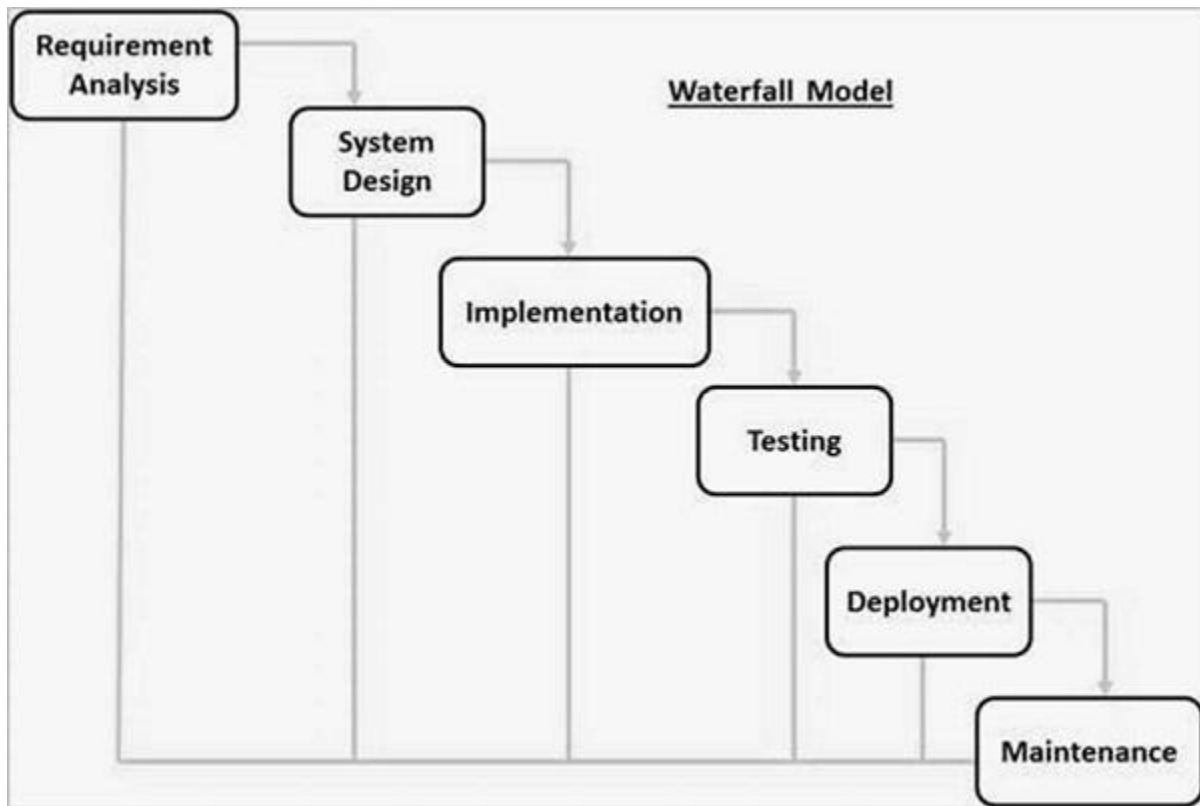 Requirement
Analysis
Waterfall Model
System
Design
Implementation
Testing
Deployment
Maintenance